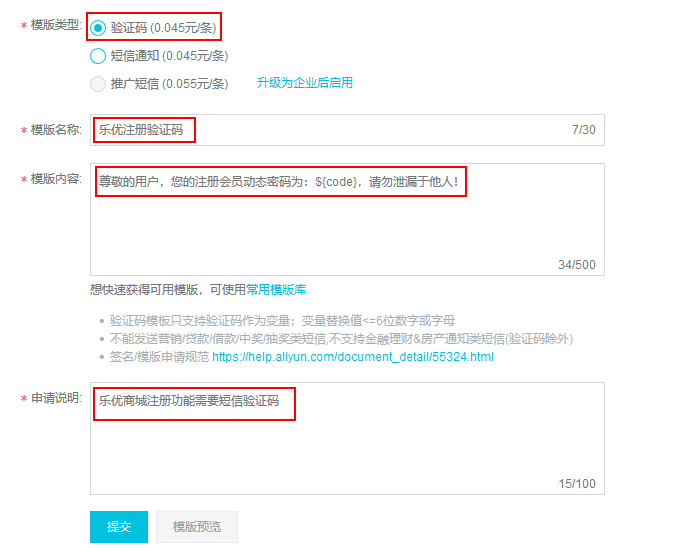 * 模版类型: 验证码 (0.045元/条)
短信通知 (0.045元/条)
推广短信 (0.055元/条) 升级为企业后启用
* 模版名称: 乐优注册验证码 7/30
* 模版内容: 尊敬的用户，您的注册会员动态密码为：${code}，请勿泄漏于他人！
34/500
想快速获得可用模版，可使用常用模版库
• 验证码模板只支持验证码作为变量；变量替换值<=6位数字或字母
• 不能发送营销/贷款/借款/中奖/抽奖类短信,不支持金融理财&房产通知类短信(验证码除外)
• 签名/模版申请规范 https://help.aliyun.com/document_detail/55324.html
* 申请说明: 乐优商城注册功能需要短信验证码
15/100
提交 模版预览